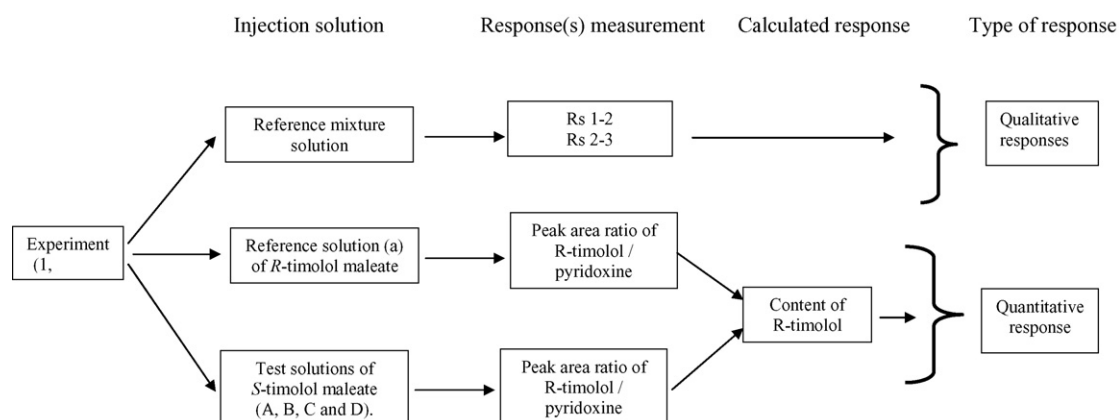 Injection solution
Response(s) measurement
Calculated response
Type of response
Reference mixture
solution
Rs 1-2
Rs 2-3
Qualitative
responses
Experiment
(1,
Reference solution (a)
of R-timolol maleate
Peak area ratio of
R-timolol /
pyridoxine
Content of
R-timolol
Quantitative
response
Test solutions of
S-timolol maleate
(A, B, C and D).
Peak area ratio of
R-timolol /
pyridoxine